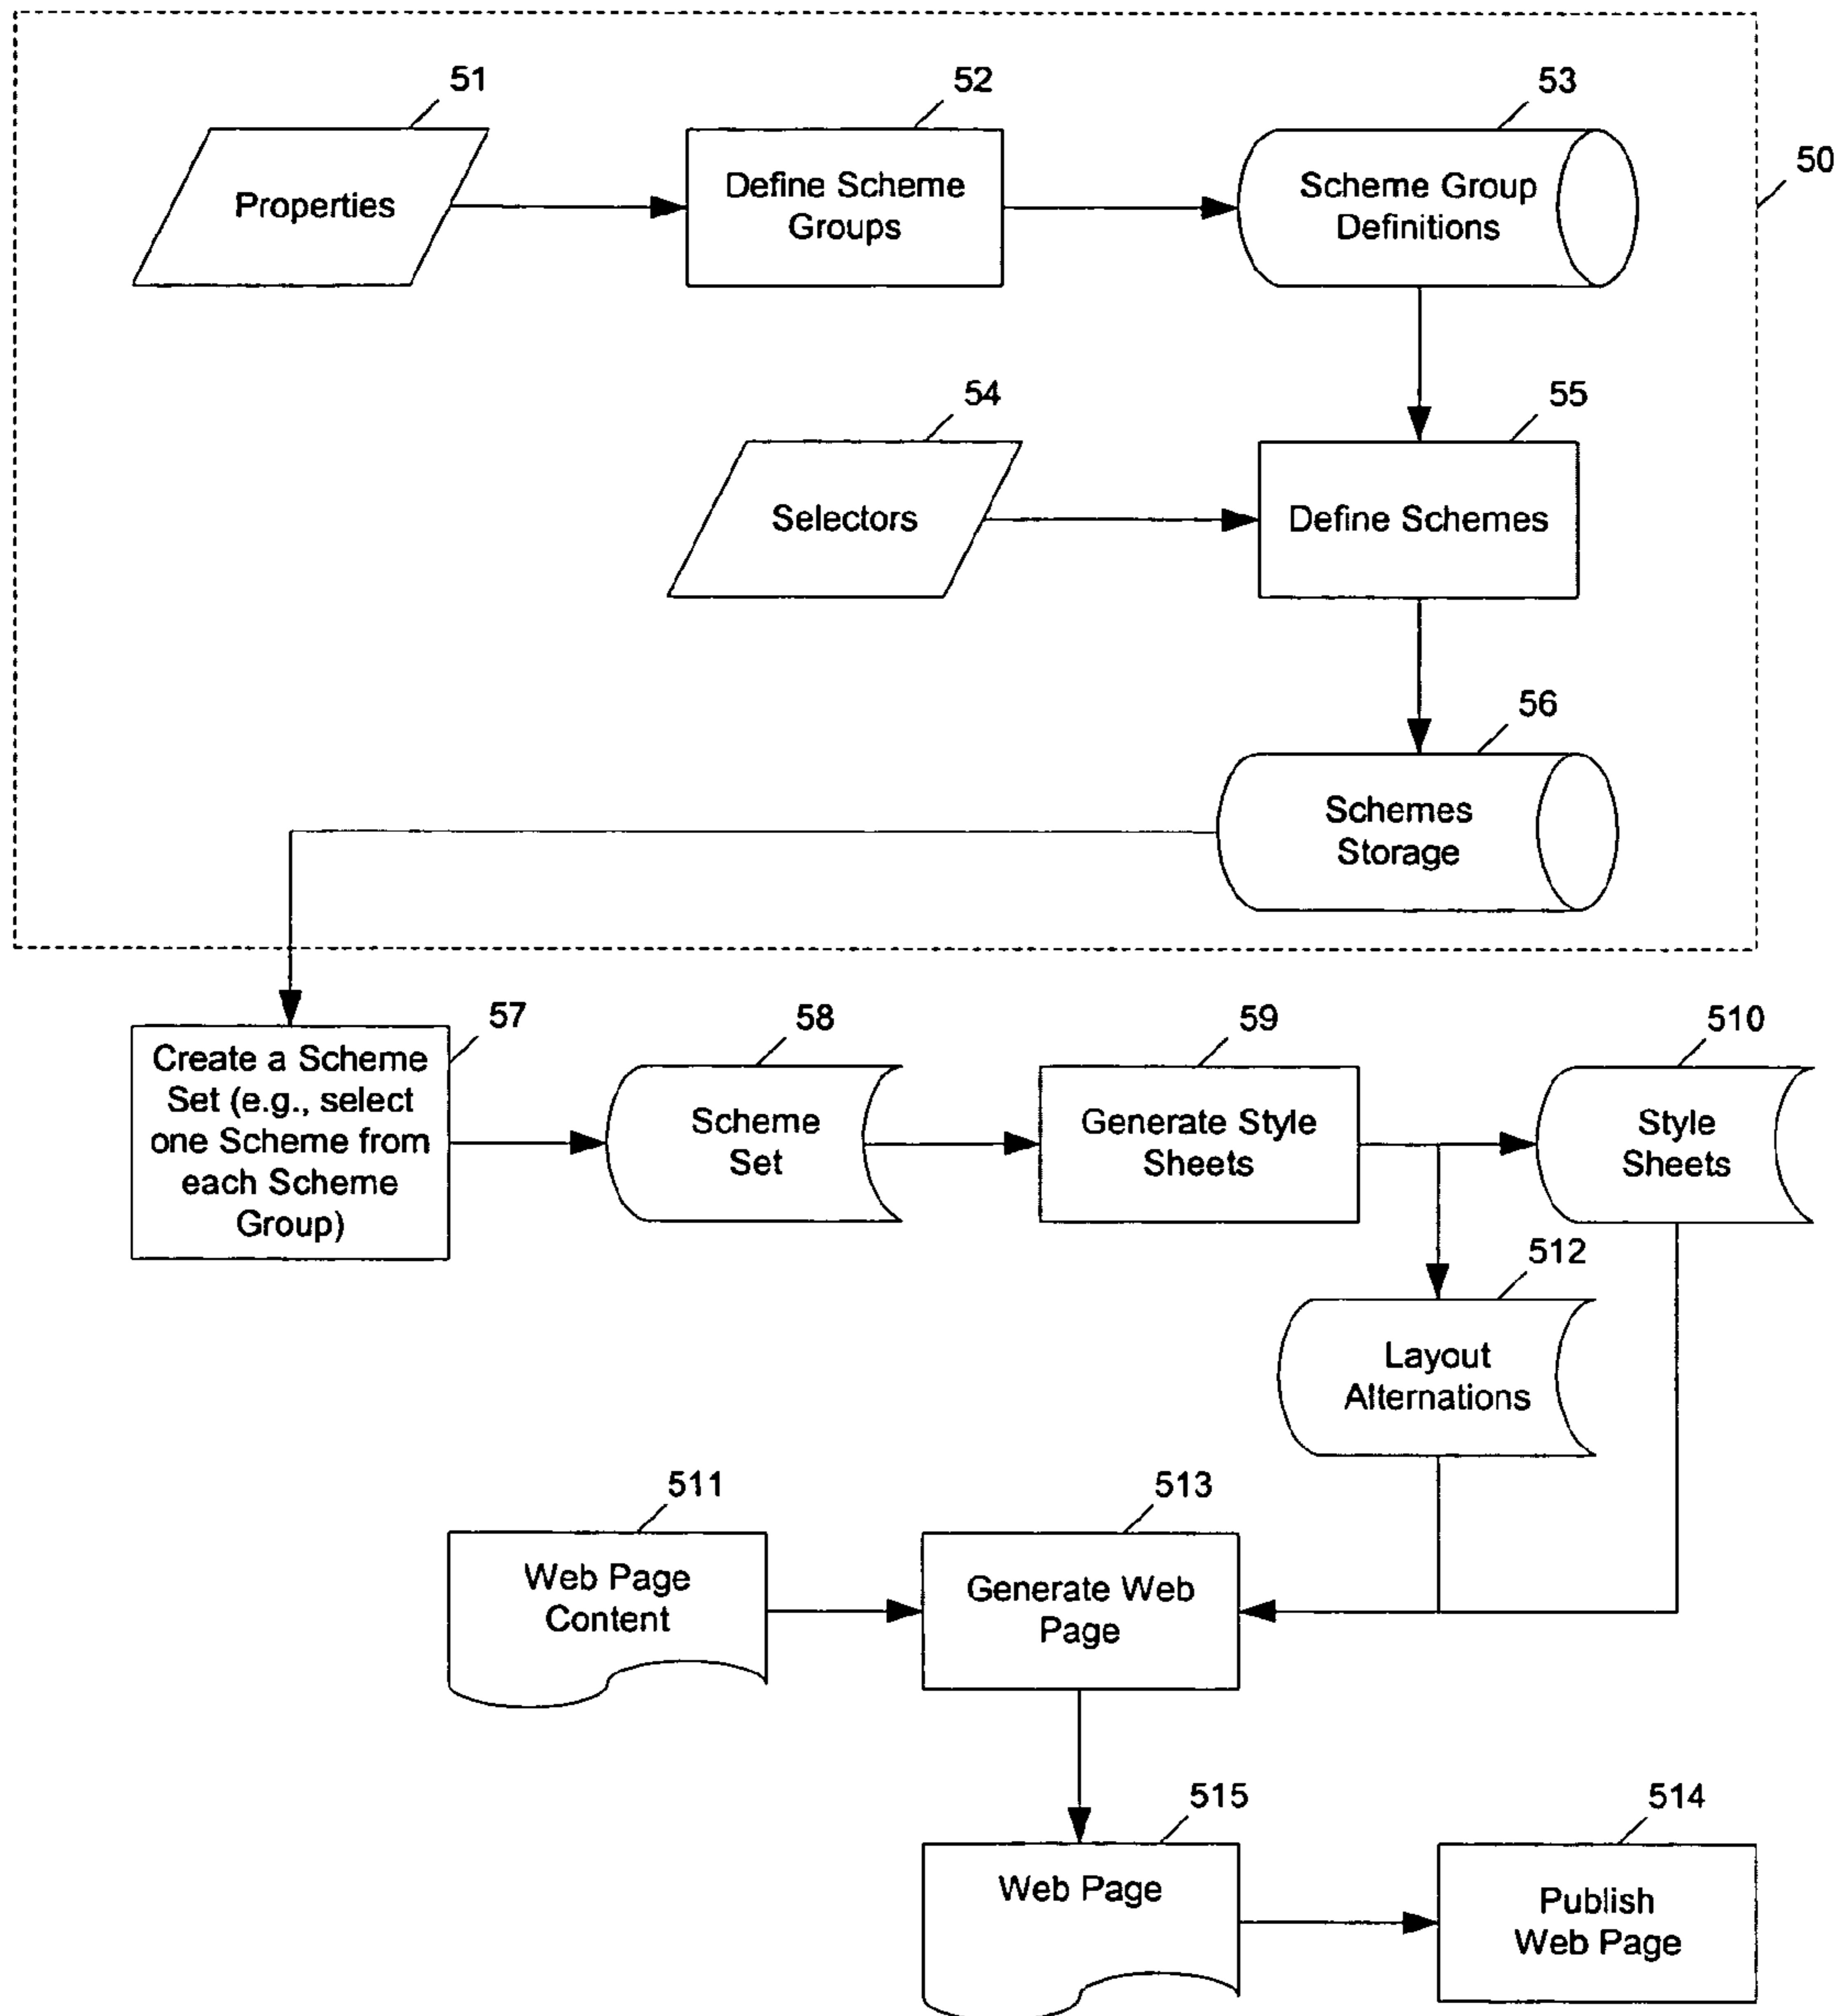 51
52
53
50
Properties
Define Scheme
Groups
Scheme Group
Definitions
54
55
Selectors
Define Schemes
56
Schemes
Storage
57
58
59
510
Create a Scheme
Set (e.g., select
one Scheme from
each Scheme
Group)
Scheme
Set
Generate Style
Sheets
Style
Sheets
512
Layout
Alternations
511
513
Web Page
Content
Generate Web
Page
515
514
Web Page
Publish
Web Page